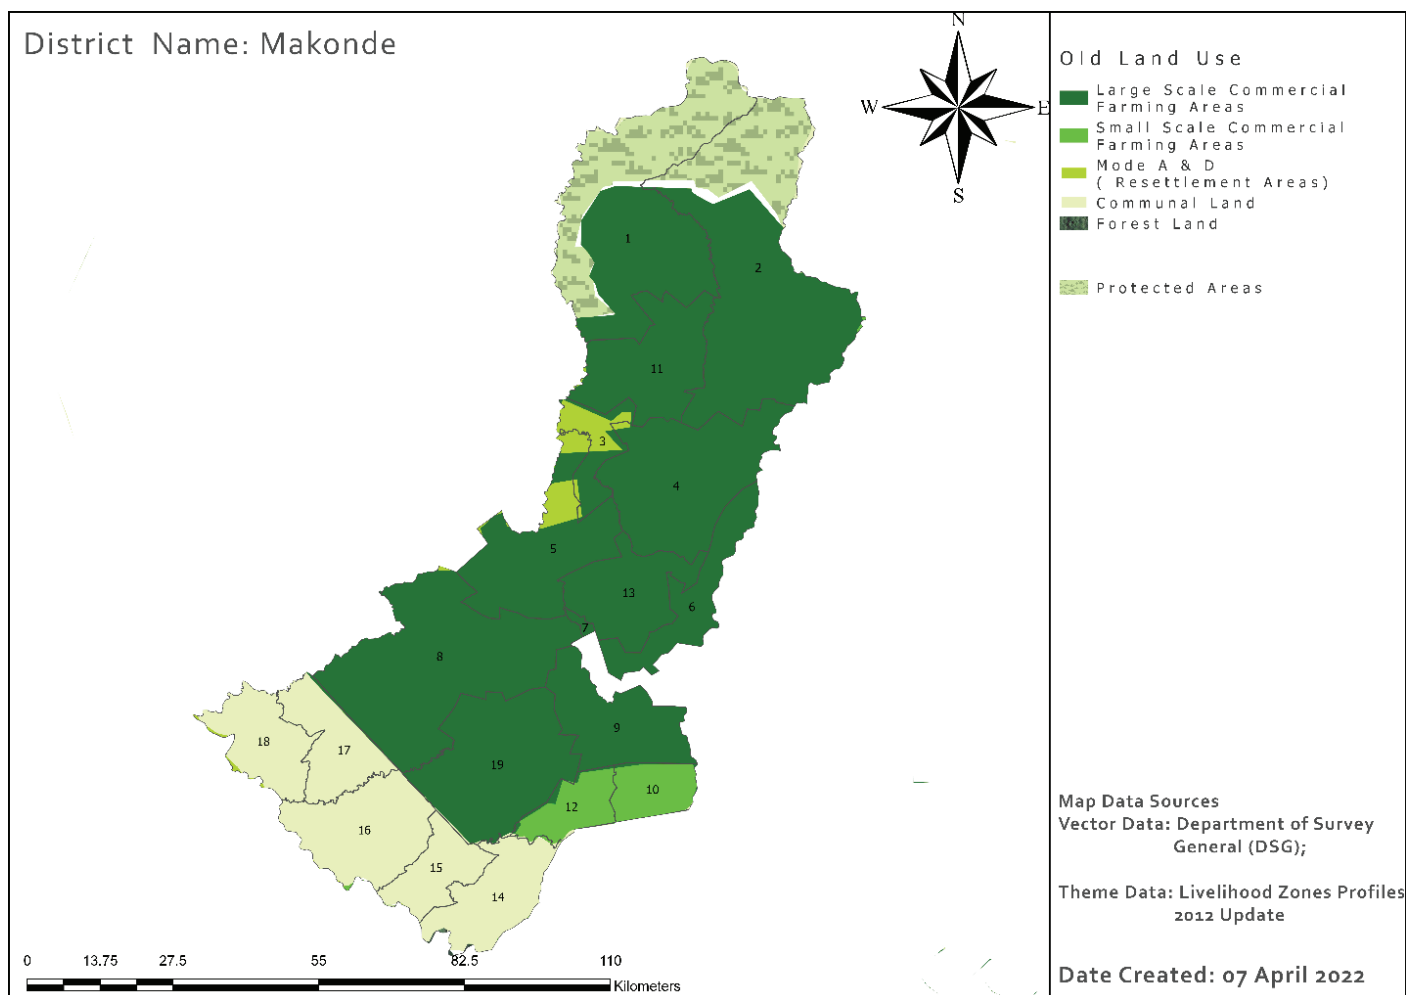 District Name: Makonde
N
W
E
S
Old Land Use
Large Scale Commercial
Farming Areas
Small Scale Commercial
Farming Areas
Mode A & D
( Resettlement Areas)
Communal Land
Forest Land
Protected Areas
1
2
11
3
4
5
13
6
7
8
9
19
18
17
10
12
16
15
14
Map Data Sources
Vector Data: Department of Survey
General (DSG);
Theme Data: Livelihood Zones Profiles
2012 Update
Date Created: 07 April 2022
0 13.75 27.5 55 82.5 110
Kilometers